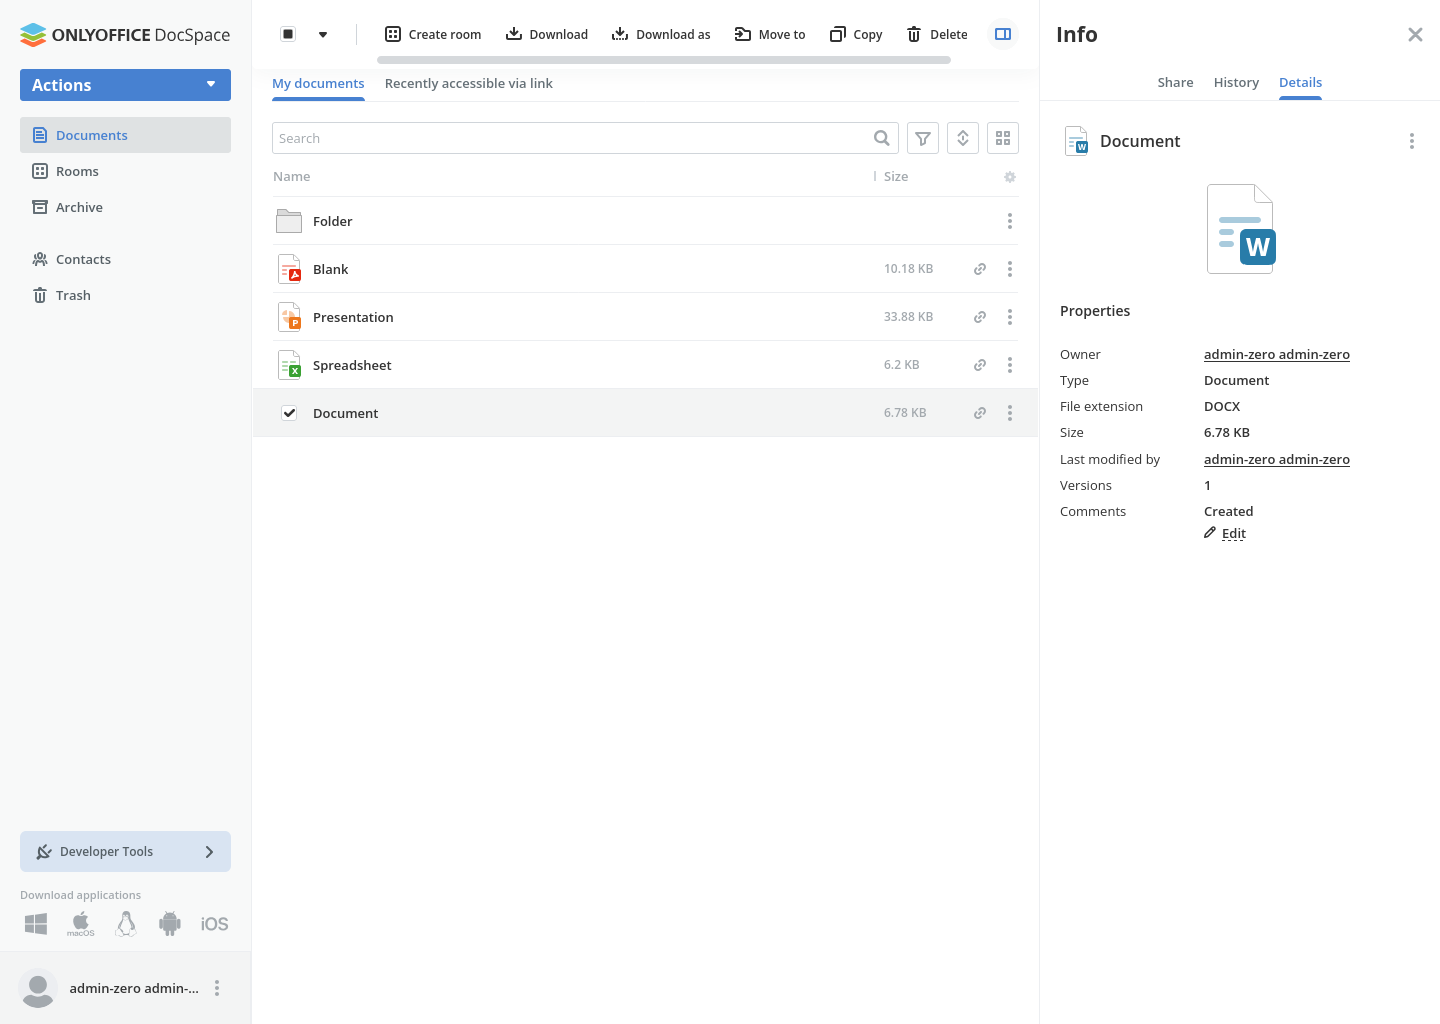 ONLYOFFICE DocSpace
Actions
Documents
Rooms
Archive
Contacts
Trash
Developer Tools
Download applications
macOS
iOS
admin-zero admin-...
Create room
Download
Download as
Move to
Copy
Delete
My documents
Recently accessible via link
Search
Name
Size
Folder
Blank
10.18 KB
P
Presentation
33.88 KB
X
Spreadsheet
6.2 KB
Document
6.78 KB
Info
Share
History
Details
W
Document
W
Properties
Owner
admin-zero admin-zero
Type
Document
File extension
DOCX
Size
6.78 KB
Last modified by
admin-zero admin-zero
Versions
1
Comments
Created
Edit